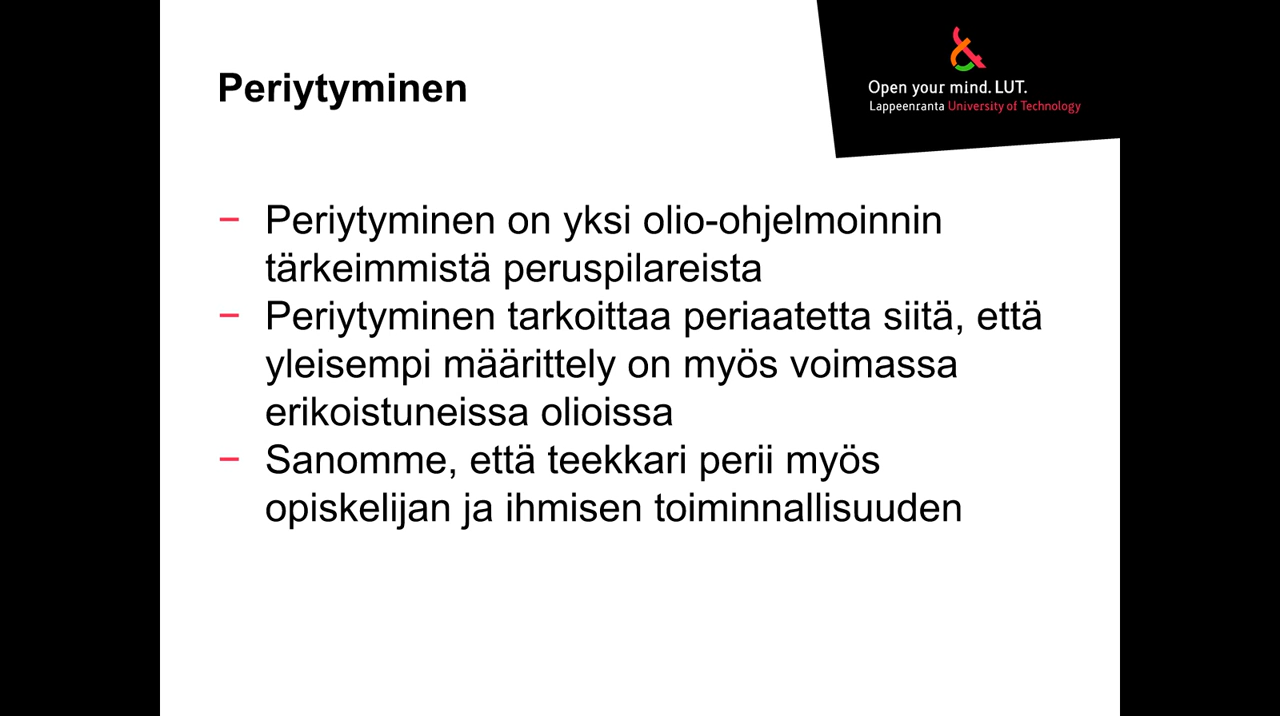 Periytyminen
Open your mind. LUT.
Lappeenranta University of Technology
− Periytyminen on yksi olio-ohjelmoinnin
tärkeimmistä peruspilareista
− Periytyminen tarkoittaa periaatetta siitä, että
yleisempi määrittely on myös voimassa
erikoistuneissa olioissa
− Sanomme, että teekkari perii myös
opiskelijan ja ihmisen toiminnallisuuden